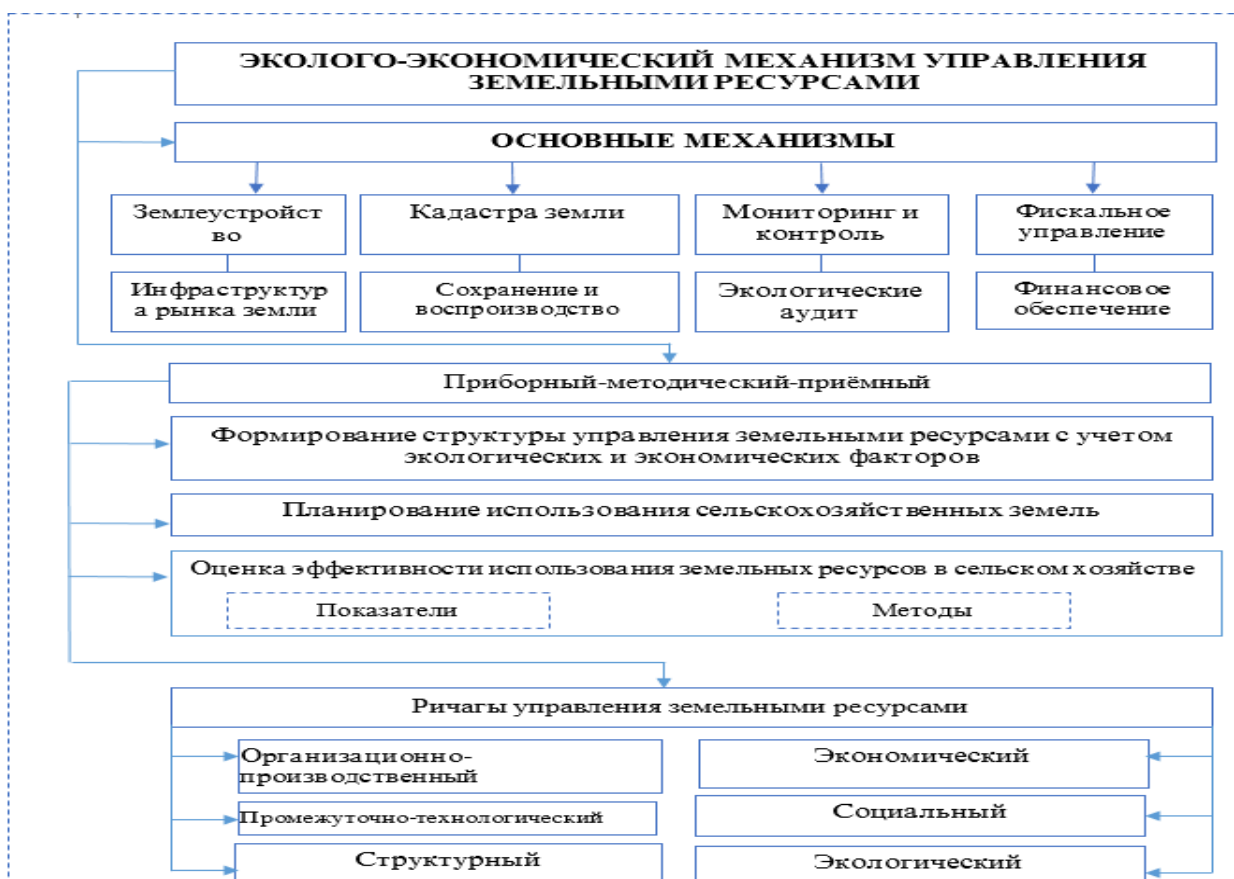 ЭКОЛОГО-ЭКОНОМИЧЕСКИЙ МЕХАНИЗМ УПРАВЛЕНИЯ
ЗЕМЕЛЬНЫМИ РЕСУРСАМИ
ОСНОВНЫЕ МЕХАНИЗМЫ
Землеустройст
во
Кадастра земли
Мониторинг и
контроль
Фискальное
управление
Инфраструктур
а рынка земли
Сохранение и
воспроизводство
Экологические
аудит
Финансовое
обеспечение
Приборный-методический-приёмный
Формирование структуры управления земельными ресурсами с учетом
экологических и экономических факторов
Планирование использования сельскохозяйственных земель
Оценка эффективности использования земельных ресурсов в сельском хозяйстве
Показатели
Методы
Ричагы управления земельными ресурсами
Организационно-
производственный
Экономический
Промежуточно-технологический
Социальный
Структурный
Экологический